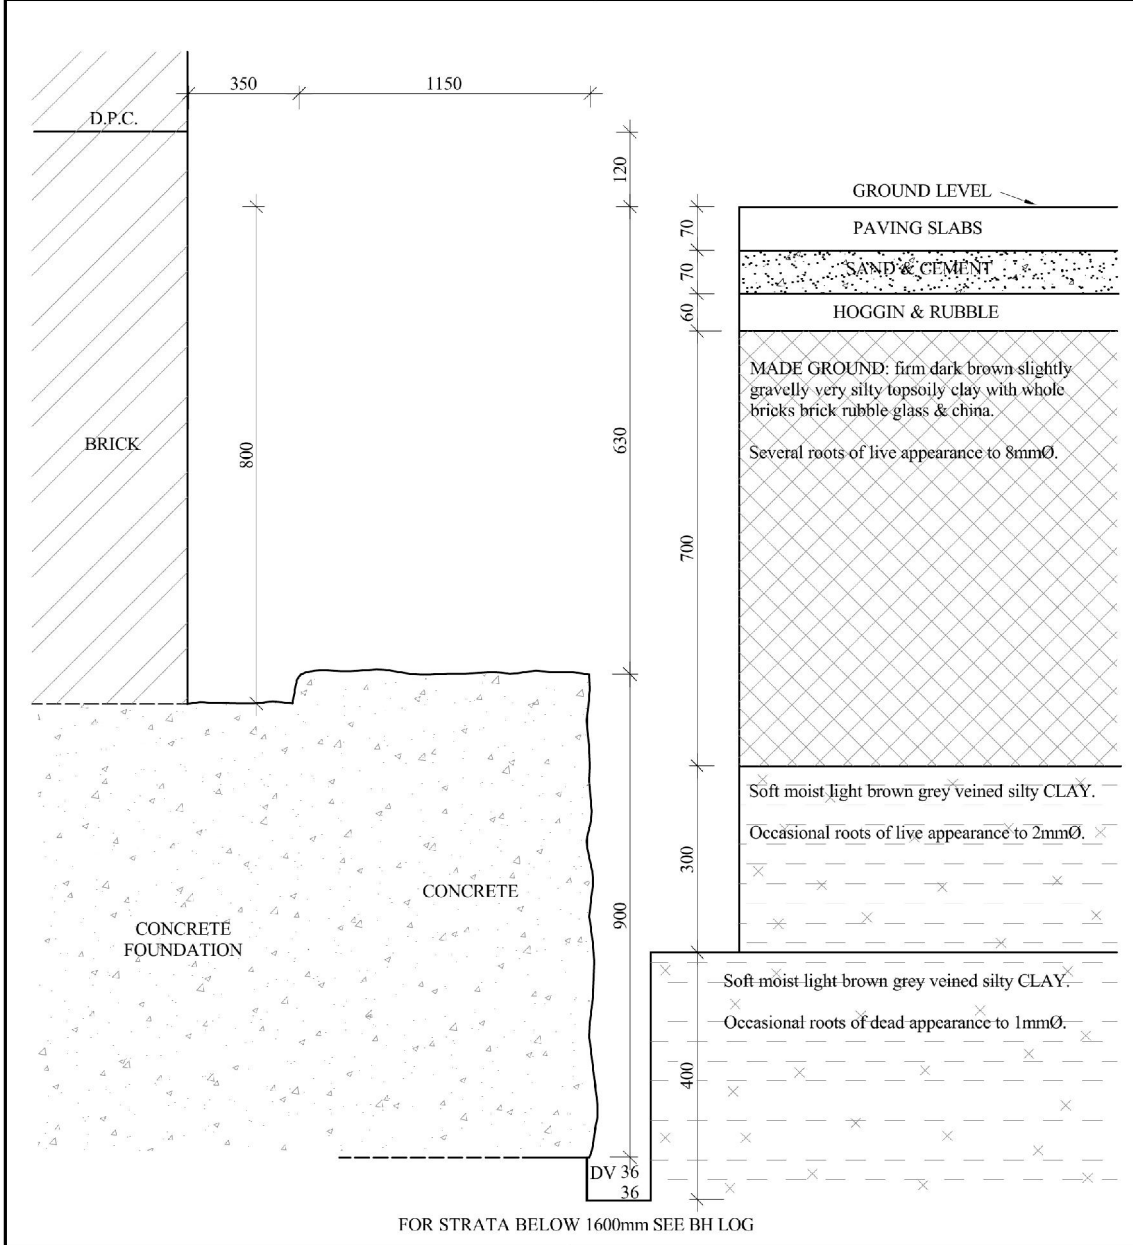 350
1150
D.P.C.
120
GROUND LEVEL
70
PAVING SLABS
70
SAND & CEMENT
60
HOGGIN & RUBBLE
MADE GROUND: firm dark brown slightly
gravelly very silty topsoily clay with whole
bricks brick rubble glass & china.
Several roots of live appearance to 8mmØ.
BRICK
800
630
700
Soft moist light brown grey veined silty CLAY.
Occasional roots of live appearance to 2mmØ.
300
CONCRETE
900
CONCRETE
FOUNDATION
Soft moist light brown grey veined silty CLAY.
Occasional roots of dead appearance to 1mmØ.
400
DV 36
36
FOR STRATA BELOW 1600mm SEE BH LOG